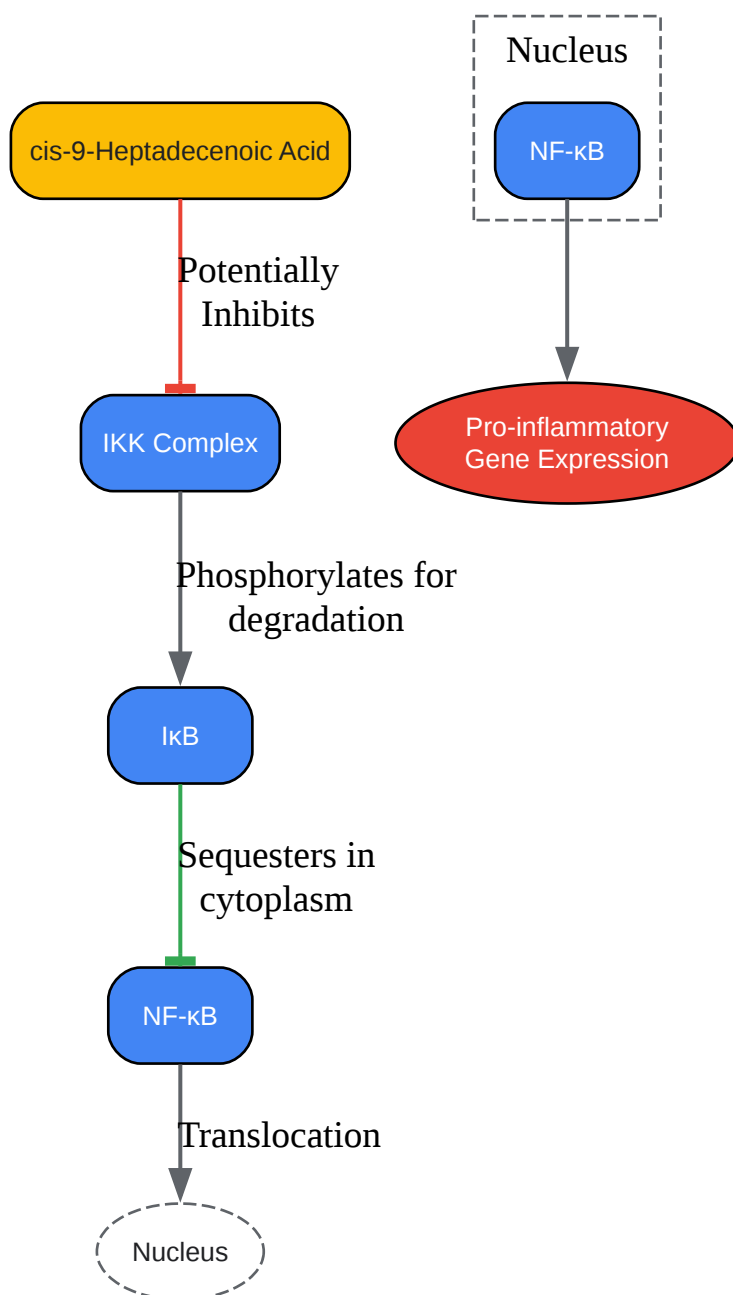 cis-9-Heptadecenoic Acid
Potentially
Inhibits
IKK Complex
Phosphorylates for
degradation
IκB
Sequesters in
cytoplasm
NF-κB
Translocation
Nucleus
Nucleus
NF-κB
Pro-inflammatory
Gene Expression